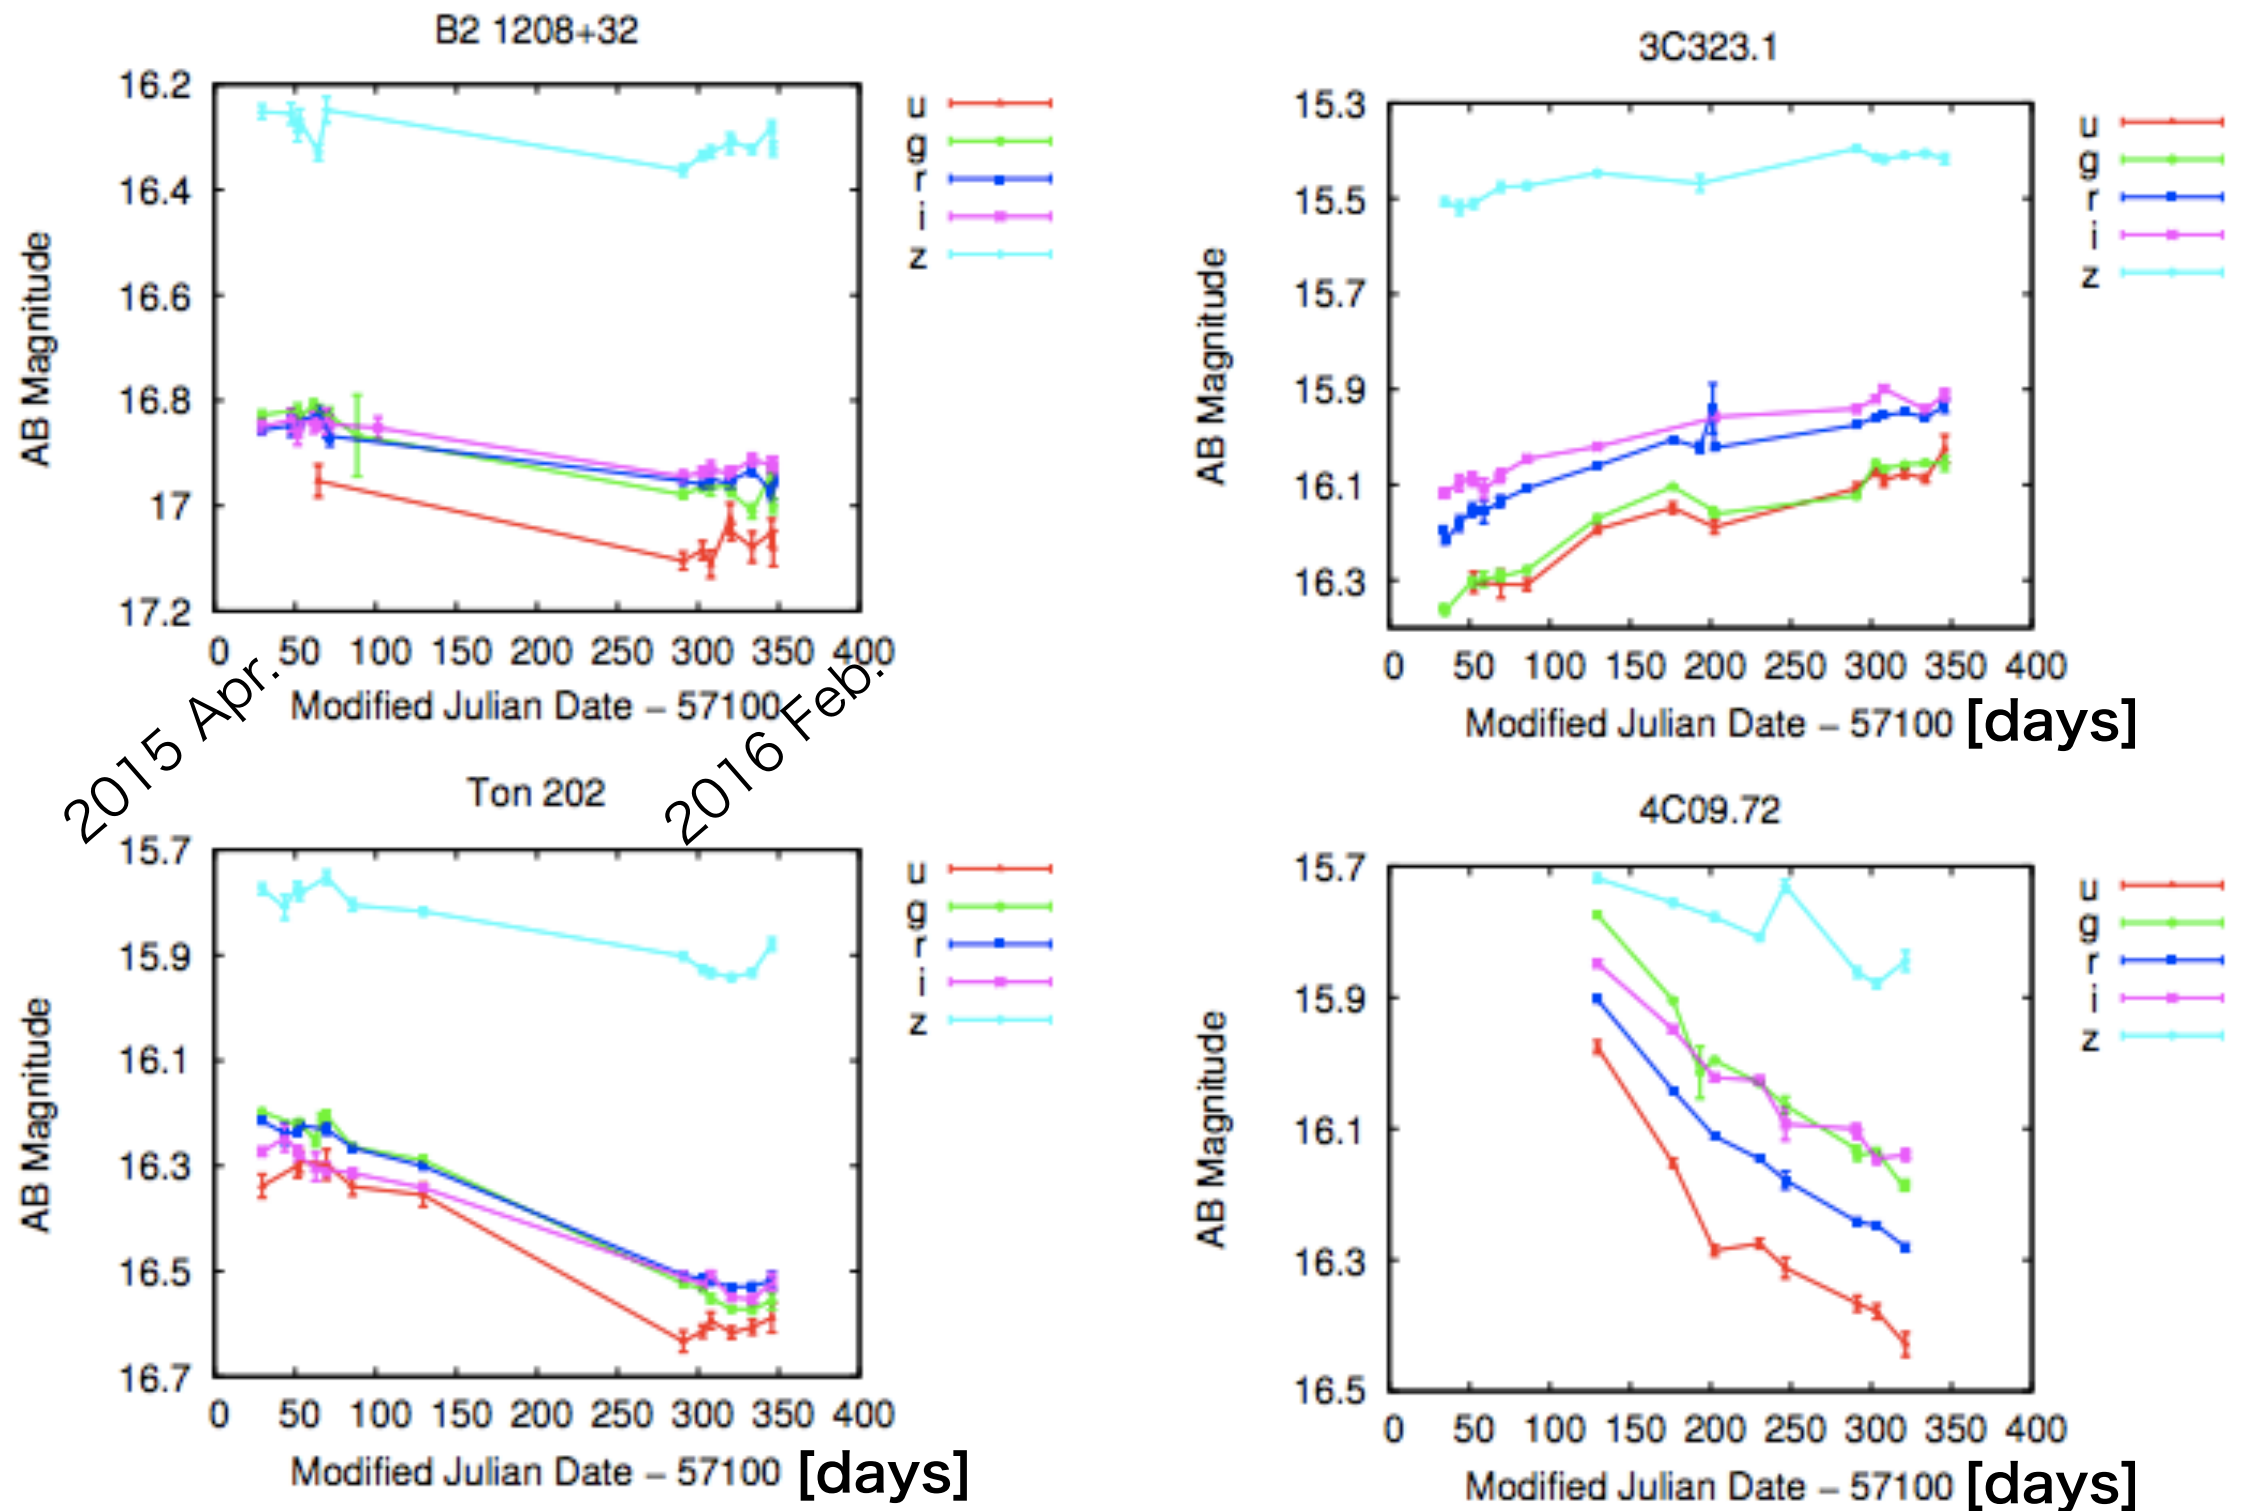 B2 1208+32
16.2
16.4
16.6
16.8
17
17.2
AB Magnitude
0 50 100 150 200 250 300 350 400
Modified Julian Date – 57100
2015 Apr.
2016 Feb.
u
g
r
i
z
3C323.1
15.3
15.5
15.7
15.9
16.1
16.3
AB Magnitude
0 50 100 150 200 250 300 350 400
Modified Julian Date – 57100 [days]
u
g
r
i
z
Ton 202
15.7
15.9
16.1
16.3
16.5
16.7
AB Magnitude
0 50 100 150 200 250 300 350 400
Modified Julian Date – 57100 [days]
u
g
r
i
z
4C09.72
15.7
15.9
16.1
16.3
16.5
AB Magnitude
0 50 100 150 200 250 300 350 400
Modified Julian Date – 57100 [days]
u
g
r
i
z